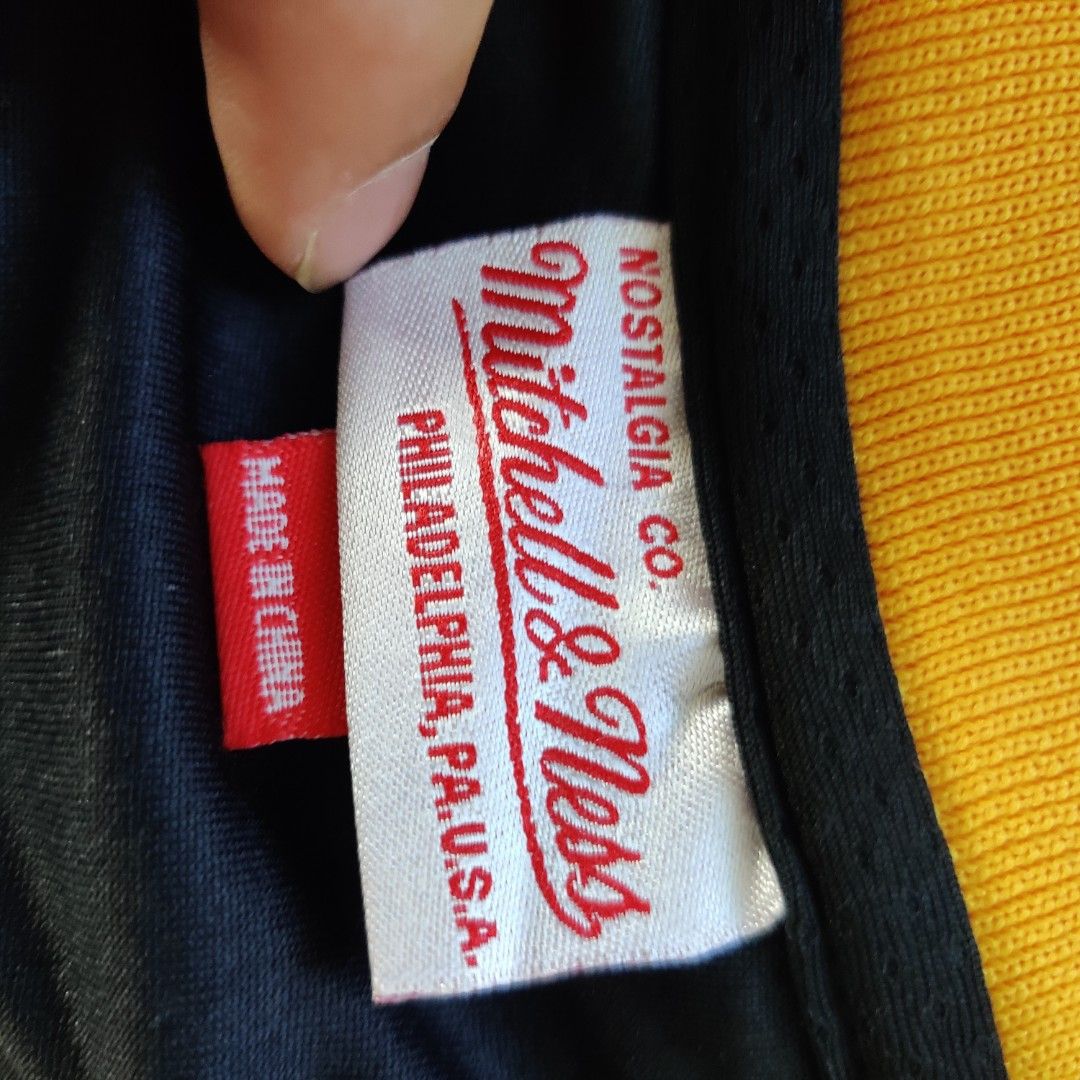 NOSTALGIA CO.
Mitchell & Ness
PHILADELPHIA, PA. U.S.A.
MADE IN CHINA